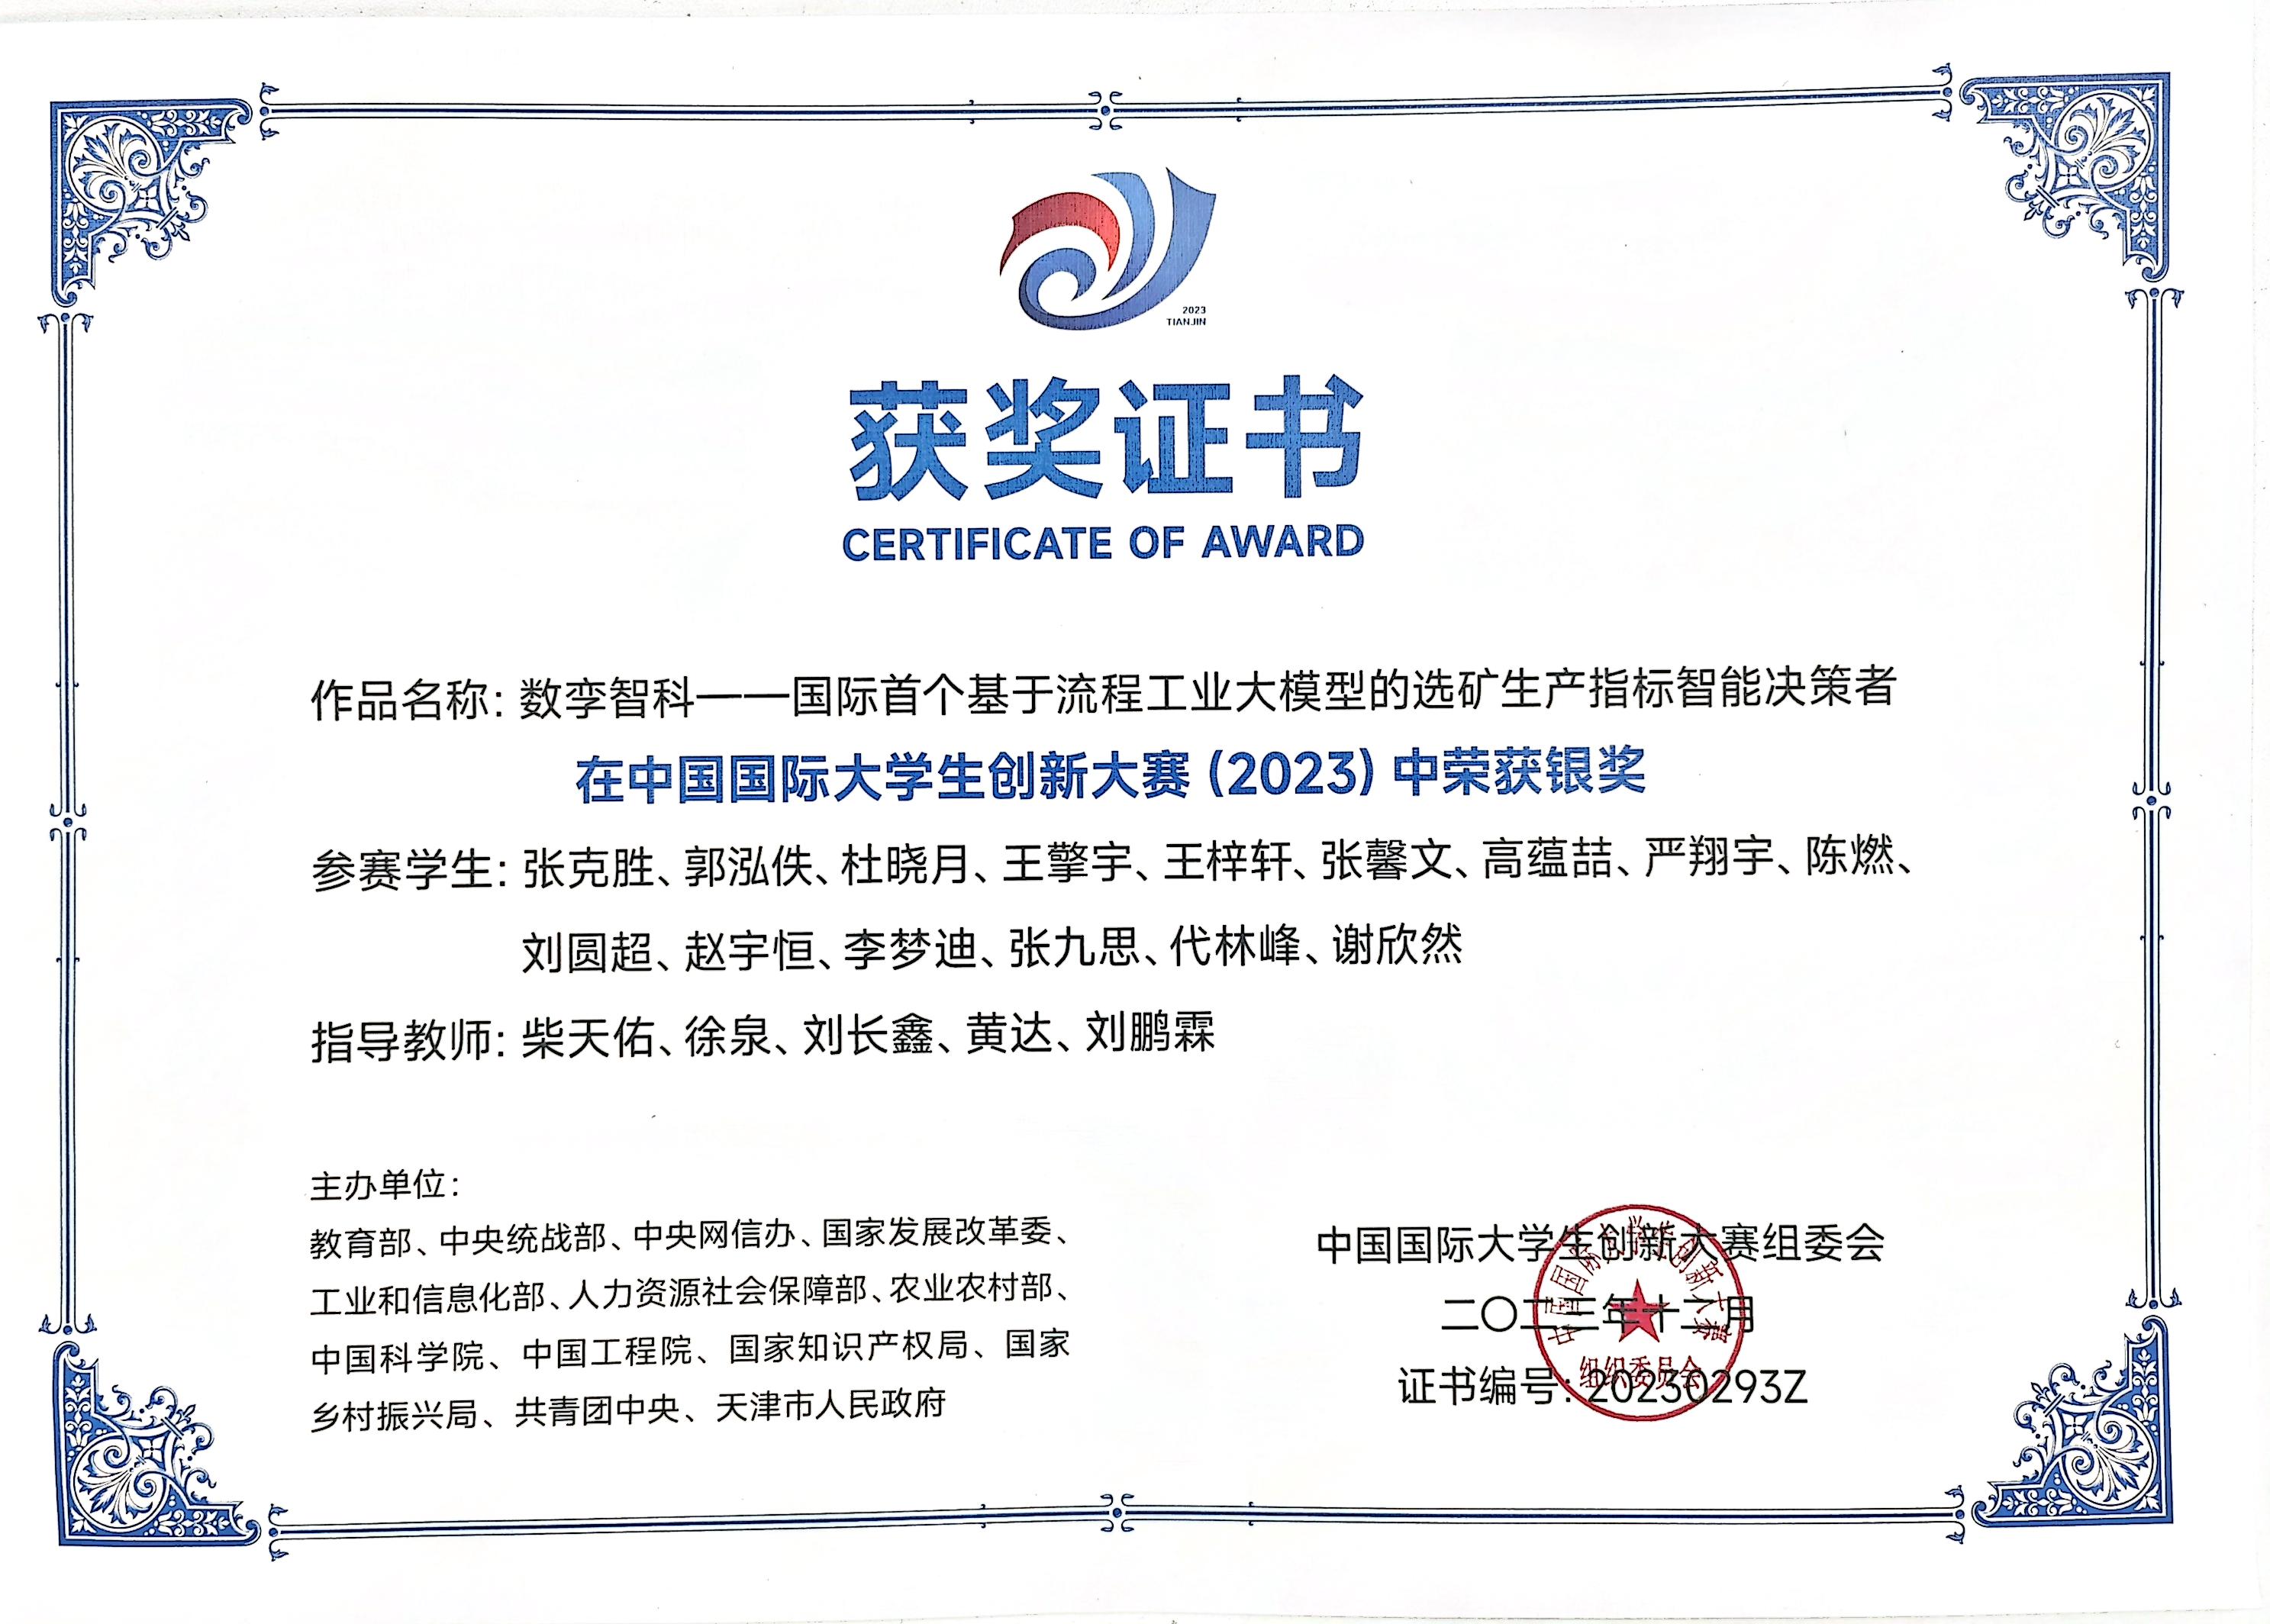 2023
TIANJIN
获奖证书
CERTIFICATE OF AWARD
作品名称：数孪智科——国际首个基于流程工业大模型的选矿生产指标智能决策者
在中国国际大学生创新大赛(2023)中荣获银奖
参赛学生：张克胜、郭泓佚、杜晓月、王擎宇、王梓轩、张馨文、高蕴喆、严翔宇、陈燃、
刘圆超、赵宇恒、李梦迪、张九思、代林峰、谢欣然
指导教师：柴天佑、徐泉、刘长鑫、黄达、刘鹏霖
主办单位：
教育部、中央统战部、中央网信办、国家发展改革委、
工业和信息化部、人力资源社会保障部、农业农村部、
中国科学院、中国工程院、国家知识产权局、国家
乡村振兴局、共青团中央、天津市人民政府
中国国际大学生创新大赛组委会
二〇二三年十二月
证书编号：20230293Z
中国国际大学生创新大赛
组织委员会